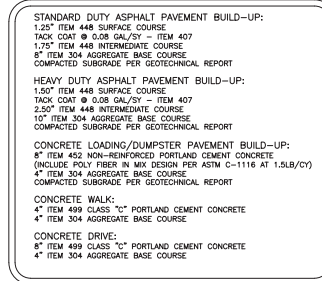 STANDARD DUTY ASPHALT PAVEMENT BUILD-UP:
1.25" ITEM 448 SURFACE COURSE
TACK COAT @ 0.08 GAL/SY - ITEM 407
1.75" ITEM 448 INTERMEDIATE COURSE
8" ITEM 304 AGGREGATE BASE COURSE
COMPACTED SUBGRADE PER GEOTECHNICAL REPORT
HEAVY DUTY ASPHALT PAVEMENT BUILD-UP:
1.50" ITEM 448 SURFACE COURSE
TACK COAT @ 0.08 GAL/SY - ITEM 407
2.50" ITEM 448 INTERMEDIATE COURSE
10" ITEM 304 AGGREGATE BASE COURSE
COMPACTED SUBGRADE PER GEOTECHNICAL REPORT
CONCRETE LOADING/DUMPSTER PAVEMENT BUILD-UP:
8" ITEM 452 NON-REINFORCED PORTLAND CEMENT CONCRETE
(INCLUDE POLY FIBER IN MIX DESIGN PER ASTM C-1116 AT 1.5LB/CY)
4" ITEM 304 AGGREGATE BASE COURSE
COMPACTED SUBGRADE PER GEOTECHNICAL REPORT
CONCRETE WALK:
4" ITEM 499 CLASS "C" PORTLAND CEMENT CONCRETE
4" ITEM 304 AGGREGATE BASE COURSE
CONCRETE DRIVE:
8" ITEM 499 CLASS "C" PORTLAND CEMENT CONCRETE
4" ITEM 304 AGGREGATE BASE COURSE